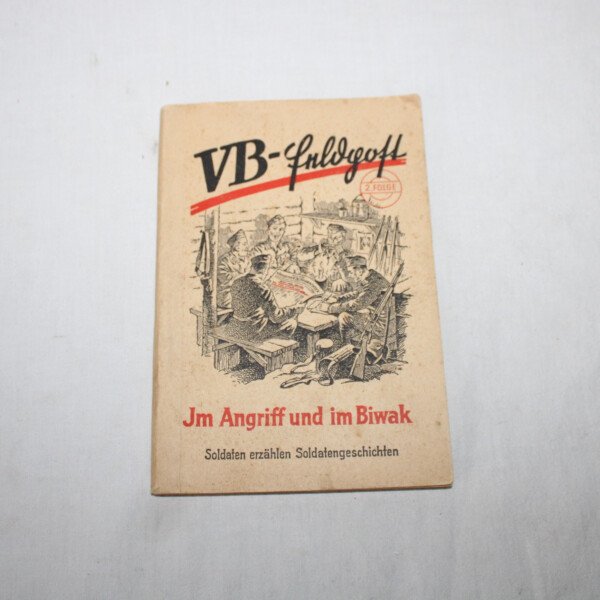 VB-Feldpost
2. FOLGE
Jm Angriff und im Biwak
Soldaten erzählen Soldatengeschichten